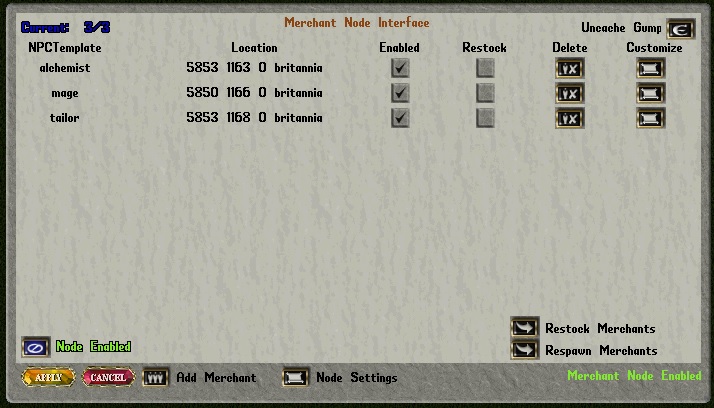 Merchant Node Interface
Current: 3/3 Uncache Gump
NPCTemplate Location Enabled Restock Delete Customize
alchemist 5853 1163 0 britannia
mage 5850 1166 0 britannia
tailor 5853 1168 0 britannia
Restock Merchants
Node Enabled Respawn Merchants
APPLY CANCEL Add Merchant Node Settings Merchant Node Enabled